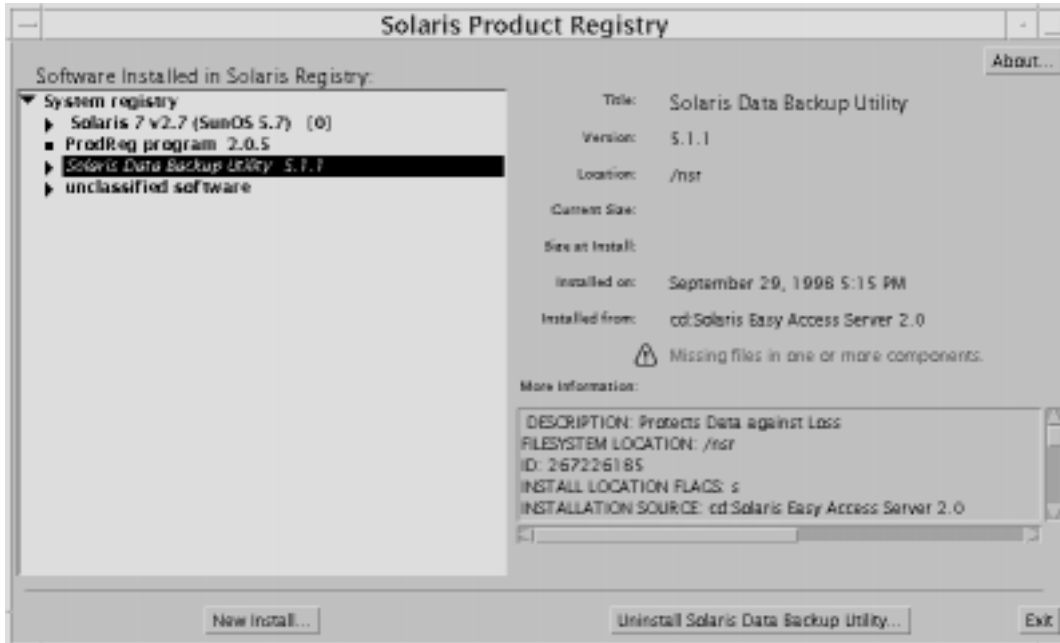 Solaris Product Registry
About...
Software Installed in Solaris Registry:
System registry
Solaris 7 v2.7 (SunOS 5.7) [0]
ProdReg program 2.0.5
Solaris Data Backup Utility 5.1.1
unclassified software
Title: Solaris Data Backup Utility
Version: 5.1.1
Location: /nsr
Current Size:
Size at Install:
Installed on: September 29, 1998 5:15 PM
Installed from: cd:Solaris Easy Access Server 2.0
Missing files in one or more components.
More Information:
DESCRIPTION: Protects Data against Loss
FILESYSTEM LOCATION: /nsr
ID: 267226185
INSTALL LOCATION FLAGS: s
INSTALLATION SOURCE: cd:Solaris Easy Access Server 2.0
New Install...
Uninstall Solaris Data Backup Utility...
Exit